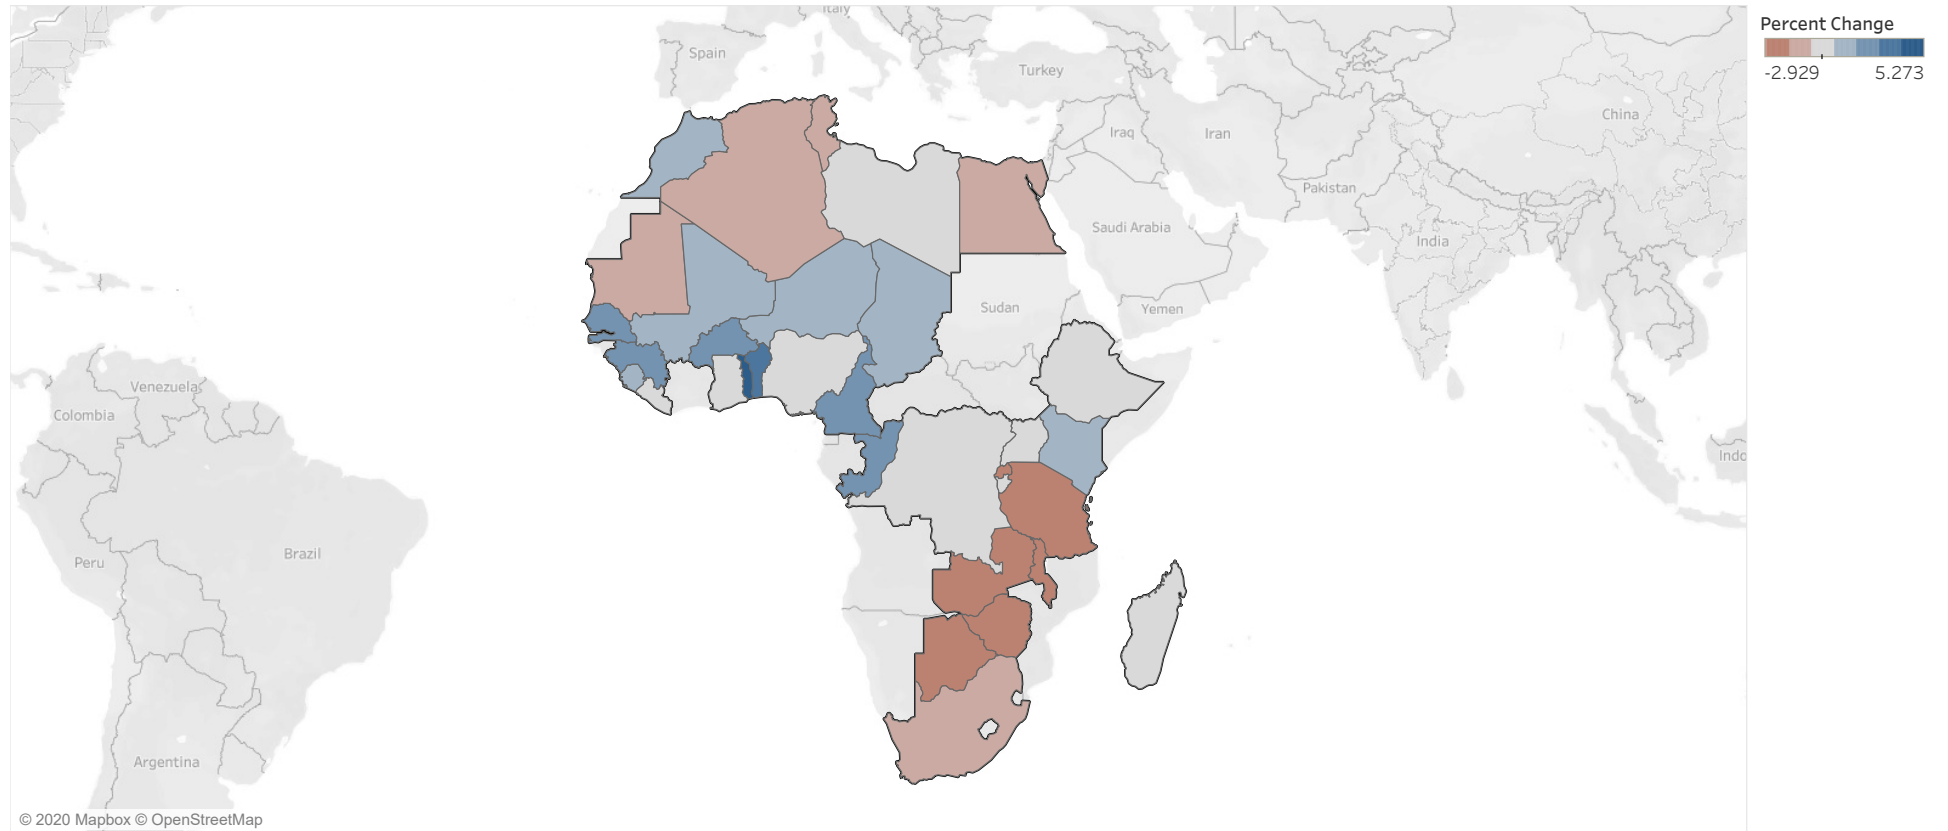 Italy
Spain
Turkey
China
Iraq
Iran
Pakistan
Saudi Arabia
India
Sudan
Yemen
Venezuela
Colombia
Indo
Brazil
Peru
Argentina
© 2020 Mapbox © OpenStreetMap
Percent Change
-2.929 5.273